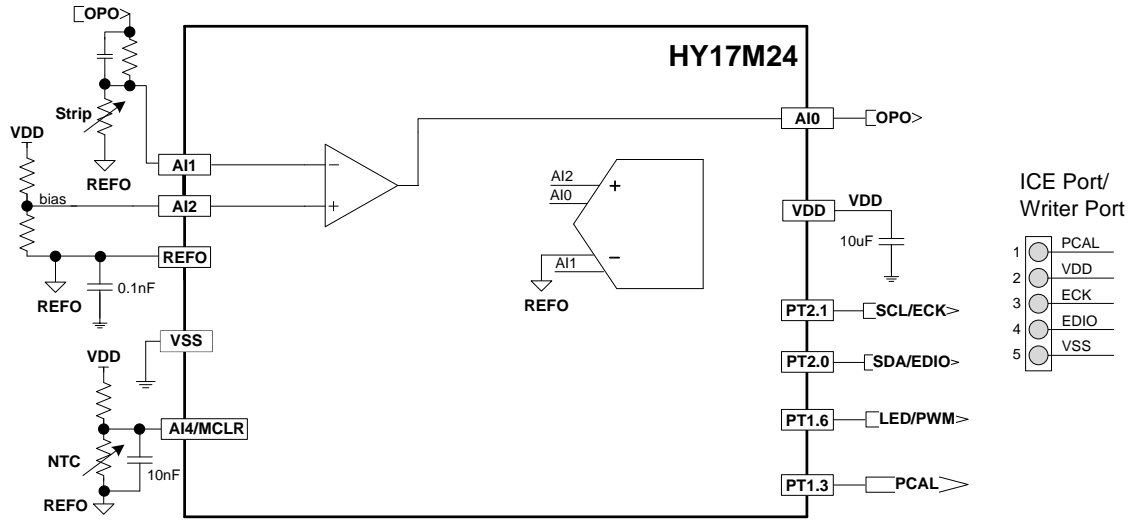 OPO
HY17M24
Strip
VDD
REFO
AI1
AI2
bias
REFO
REFO
0.1nF
VSS
VDD
AI4/MCLR
NTC
10nF
REFO
−
+
AI2
AI0
+
−
AI1
REFO
AI0
OPO
VDD
VDD
10uF
PT2.1
SCL/ECK
PT2.0
SDA/EDIO
PT1.6
LED/PWM
PT1.3
PCAL
ICE Port/
Writer Port
1 PCAL
2 VDD
3 ECK
4 EDIO
5 VSS